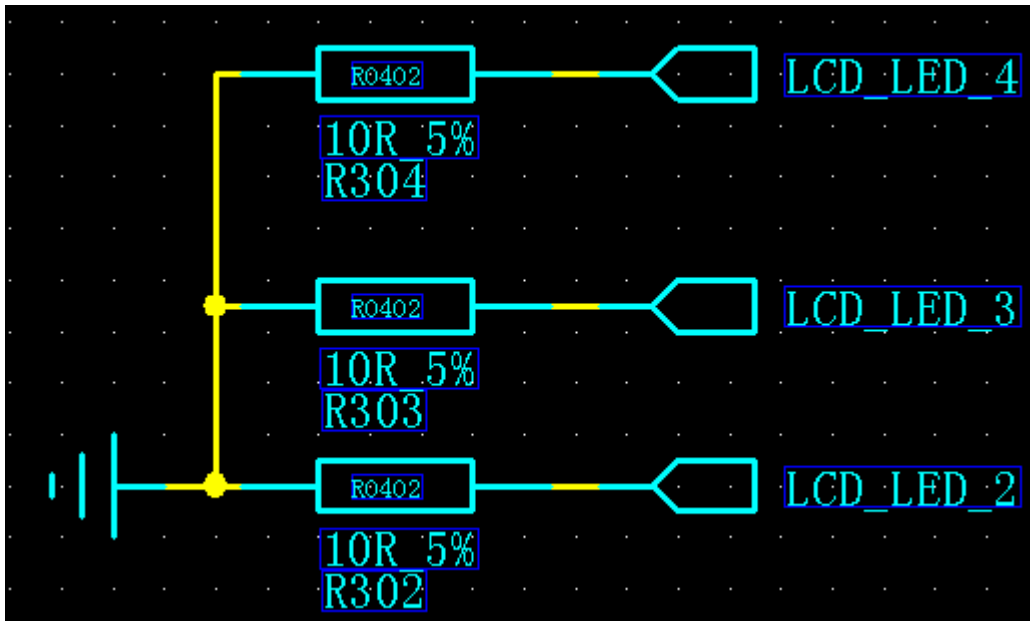 R0402
LCD_LED_4
10R_5%
R304
R0402
LCD_LED_3
10R_5%
R303
R0402
LCD_LED_2
10R_5%
R302